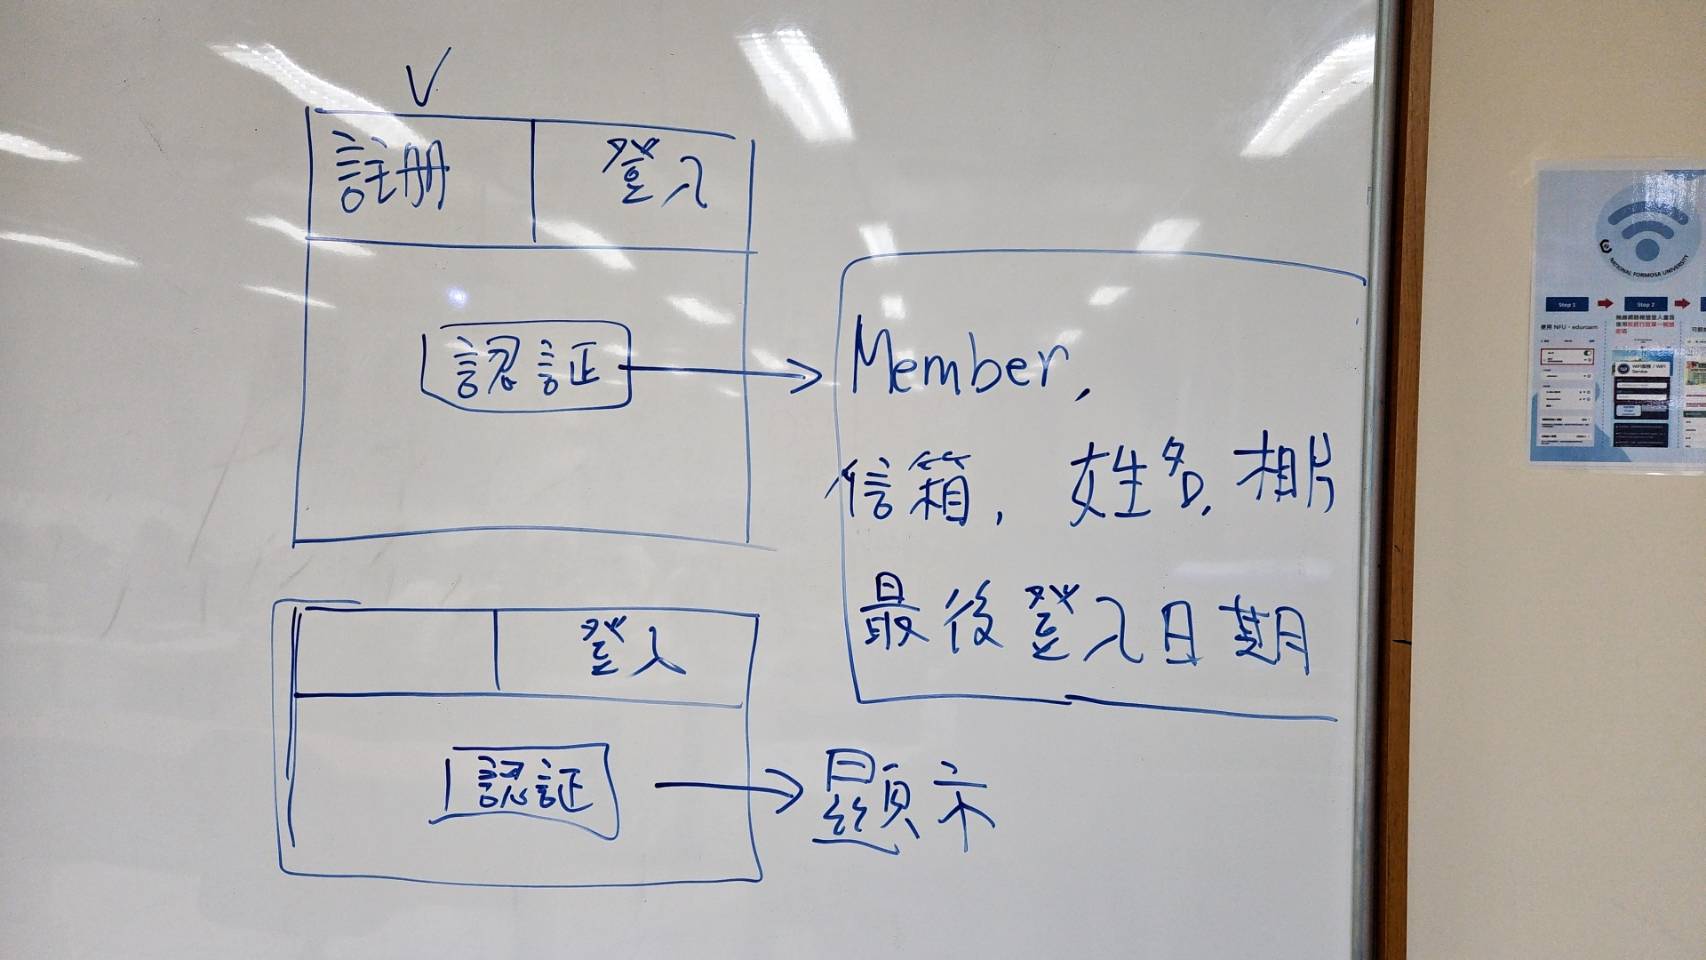 V
註冊 登入
認証
Member,
信箱, 姓名, 相片
最後登入日期
登入
認証
顯示
NATIONAL FORMOSA UNIVERSITY
Step 1 Step 2
使用 NFU、eduroam